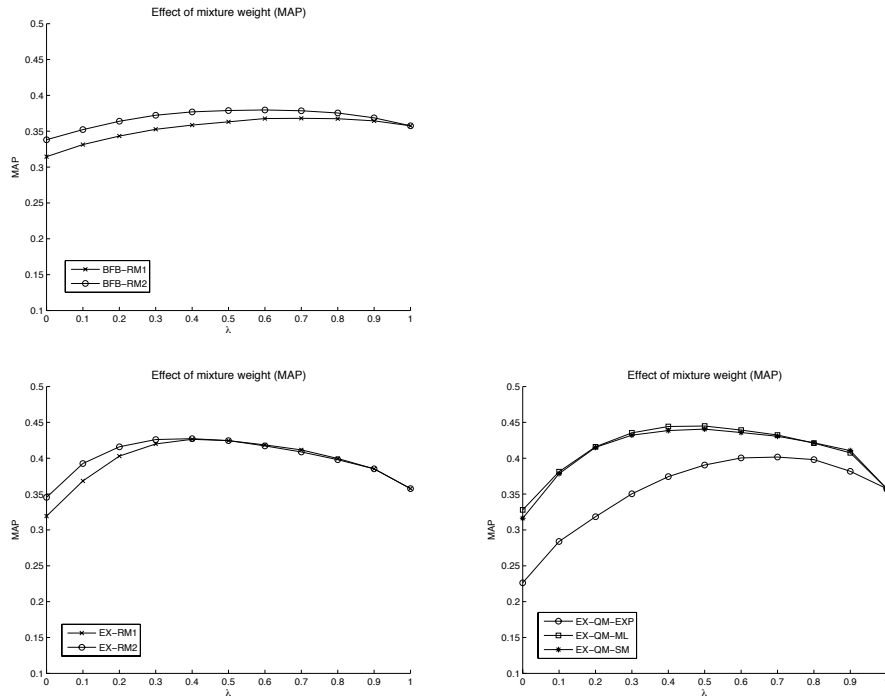 Effect of mixture weight (MAP)
0.5
0.45
0.4
0.35
0.3
0.25
0.2
0.15
0.1
MAP
BFB−RM1
BFB−RM2
0 0.1 0.2 0.3 0.4 0.5 0.6 0.7 0.8 0.9 1
λ
Effect of mixture weight (MAP)
0.5
0.45
0.4
0.35
0.3
0.25
0.2
0.15
0.1
MAP
EX−RM1
EX−RM2
0 0.1 0.2 0.3 0.4 0.5 0.6 0.7 0.8 0.9 1
λ
Effect of mixture weight (MAP)
0.5
0.45
0.4
0.35
0.3
0.25
0.2
0.15
0.1
MAP
EX−QM−EXP
EX−QM−ML
EX−QM−SM
0 0.1 0.2 0.3 0.4 0.5 0.6 0.7 0.8 0.9
λ